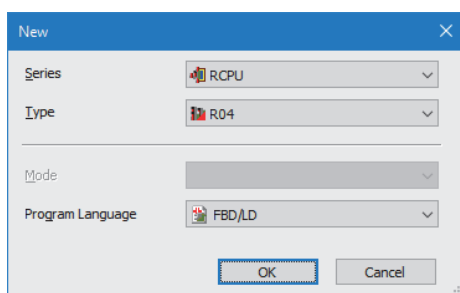 New
Series
RCPU
Type
R04
Mode
Program Language
FBD/LD
OK
Cancel